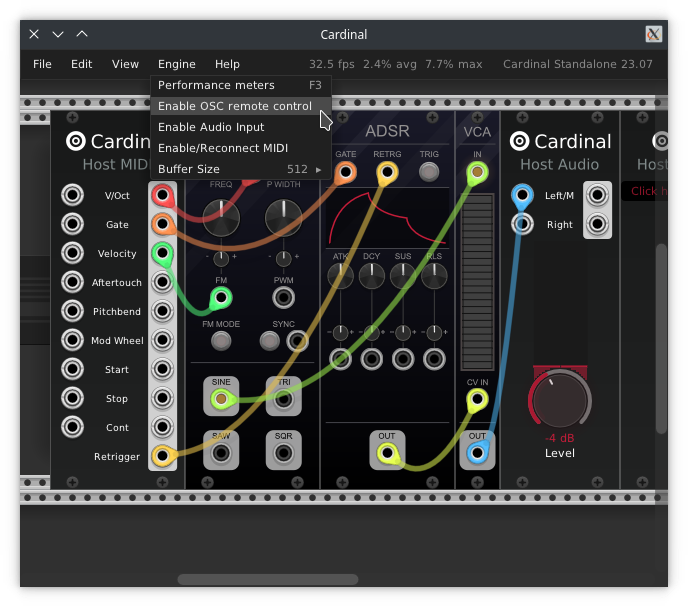 Cardinal
File Edit View Engine Help 32.5 fps 2.4% avg 7.7% max Cardinal Standalone 23.07
Performance meters F3
Enable OSC remote control
Enable Audio Input
Enable/Reconnect MIDI
Buffer Size 512 ▸
Cardin
Host MID
V/Oct
Gate
Velocity
Aftertouch
Pitchbend
Mod Wheel
Start
Stop
Cont
Retrigger
FREQ P WIDTH
- + - +
FM PWM
FM MODE SYNC
SINE TRI
SAW SQR
ADSR
GATE RETRG TRIG
ATK DCY SUS RLS
- + - + - + - +
OUT
VCA
IN
CV IN
OUT
Cardinal
Host Audio
Left/M
Right
-4 dB
Level
Host
Click h